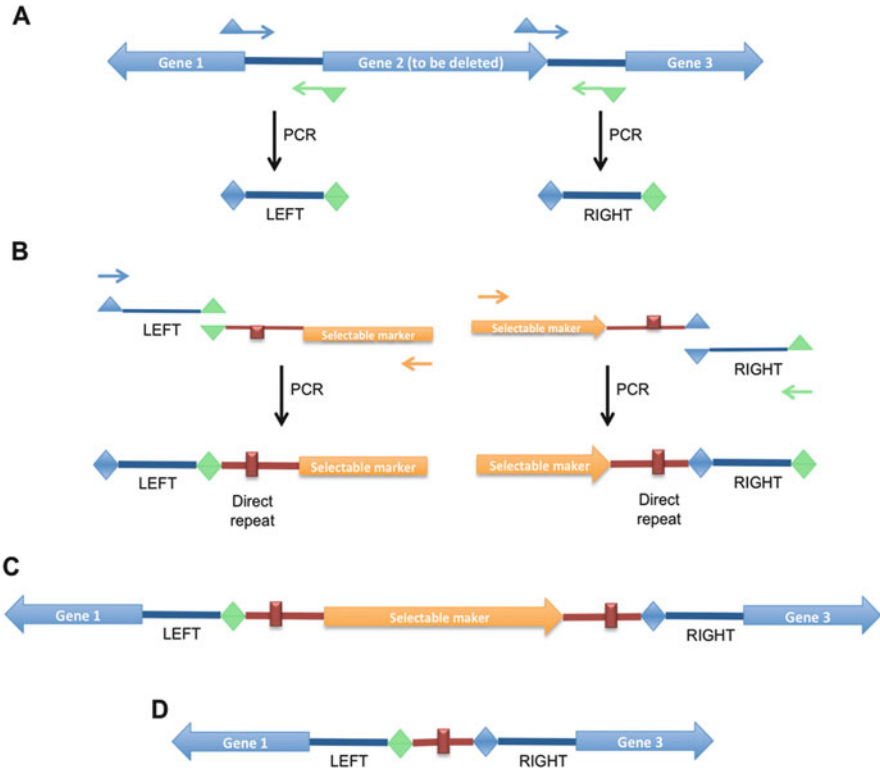 A
Gene 1 Gene 2 (to be deleted) Gene 3
PCR PCR
LEFT RIGHT
B
LEFT Selectable marker Selectable maker RIGHT
PCR PCR
Selectable marker Selectable maker
LEFT RIGHT
Direct Direct
repeat repeat
C
Gene 1 Selectable maker Gene 3
LEFT RIGHT
D
Gene 1 Gene 3
LEFT RIGHT